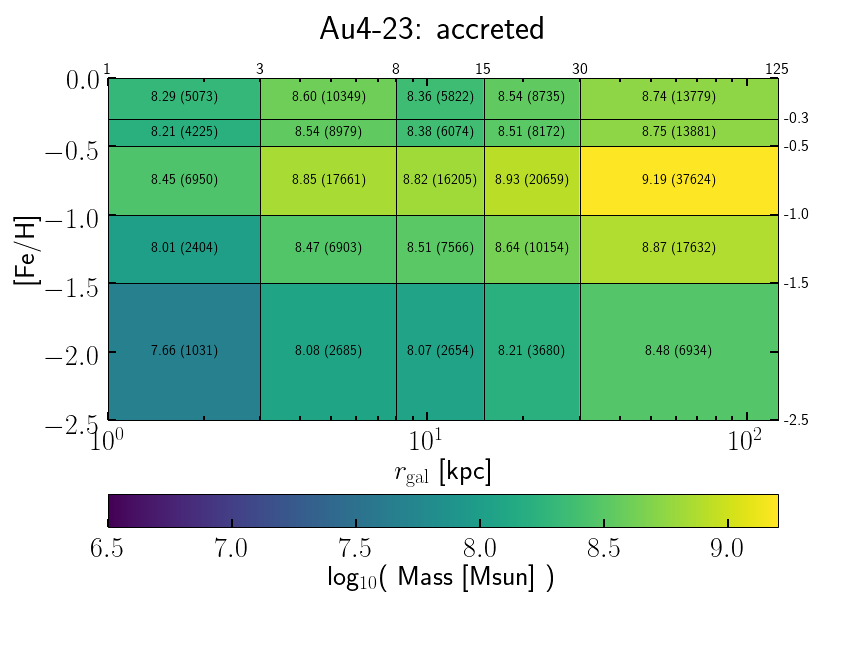 Au4-23: accreted
1 3 8 15 30 125
0.0
8.29 (5073) 8.60 (10349) 8.36 (5822) 8.54 (8735) 8.74 (13779)
-0.3
8.21 (4225) 8.54 (8979) 8.38 (6074) 8.51 (8172) 8.75 (13881)
−0.5 -0.5
8.45 (6950) 8.85 (17661) 8.82 (16205) 8.93 (20659) 9.19 (37624)
−1.0 -1.0
[Fe/H]
8.01 (2404) 8.47 (6903) 8.51 (7566) 8.64 (10154) 8.87 (17632)
−1.5 -1.5
7.66 (1031) 8.08 (2685) 8.07 (2654) 8.21 (3680) 8.48 (6934)
−2.0
−2.5 -2.5
10⁰ 10¹ 10²
r_gal [kpc]
6.5 7.0 7.5 8.0 8.5 9.0
log₁₀( Mass [Msun] )